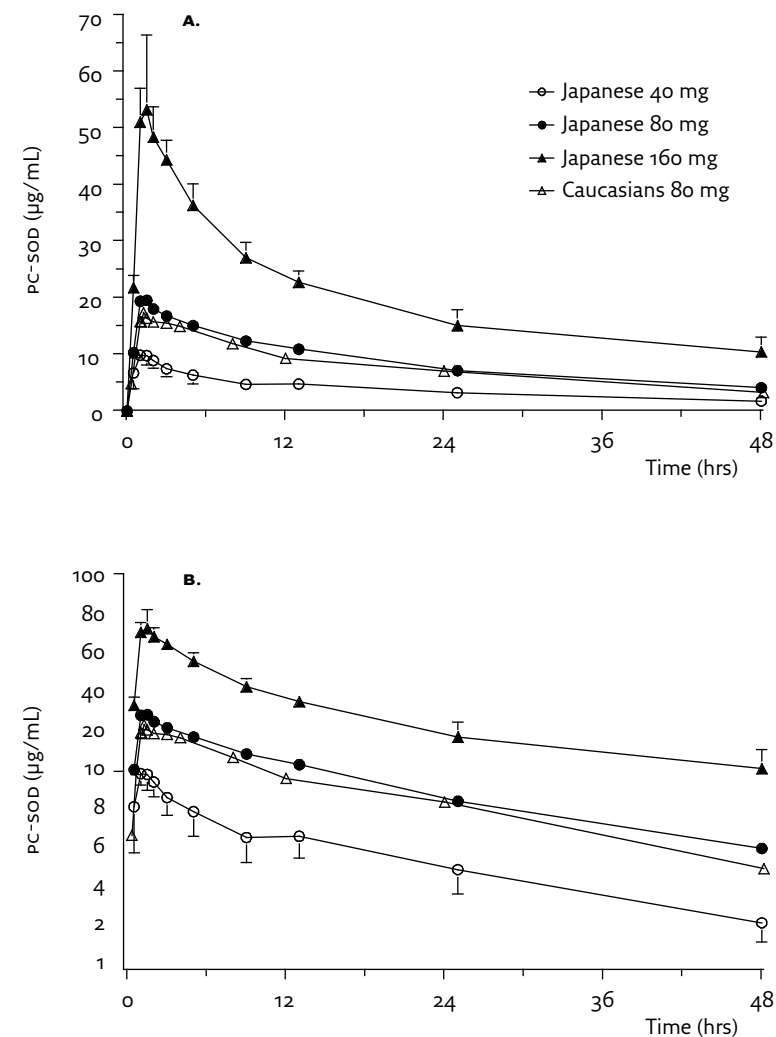 A.
70
60
50
40
30
20
10
0
PC-SOD (µg/mL)
Japanese 40 mg
Japanese 80 mg
Japanese 160 mg
Caucasians 80 mg
0 12 24 36 48
Time (hrs)
B.
100
80
60
40
20
10
8
6
4
2
1
PC-SOD (µg/mL)
0 12 24 36 48
Time (hrs)